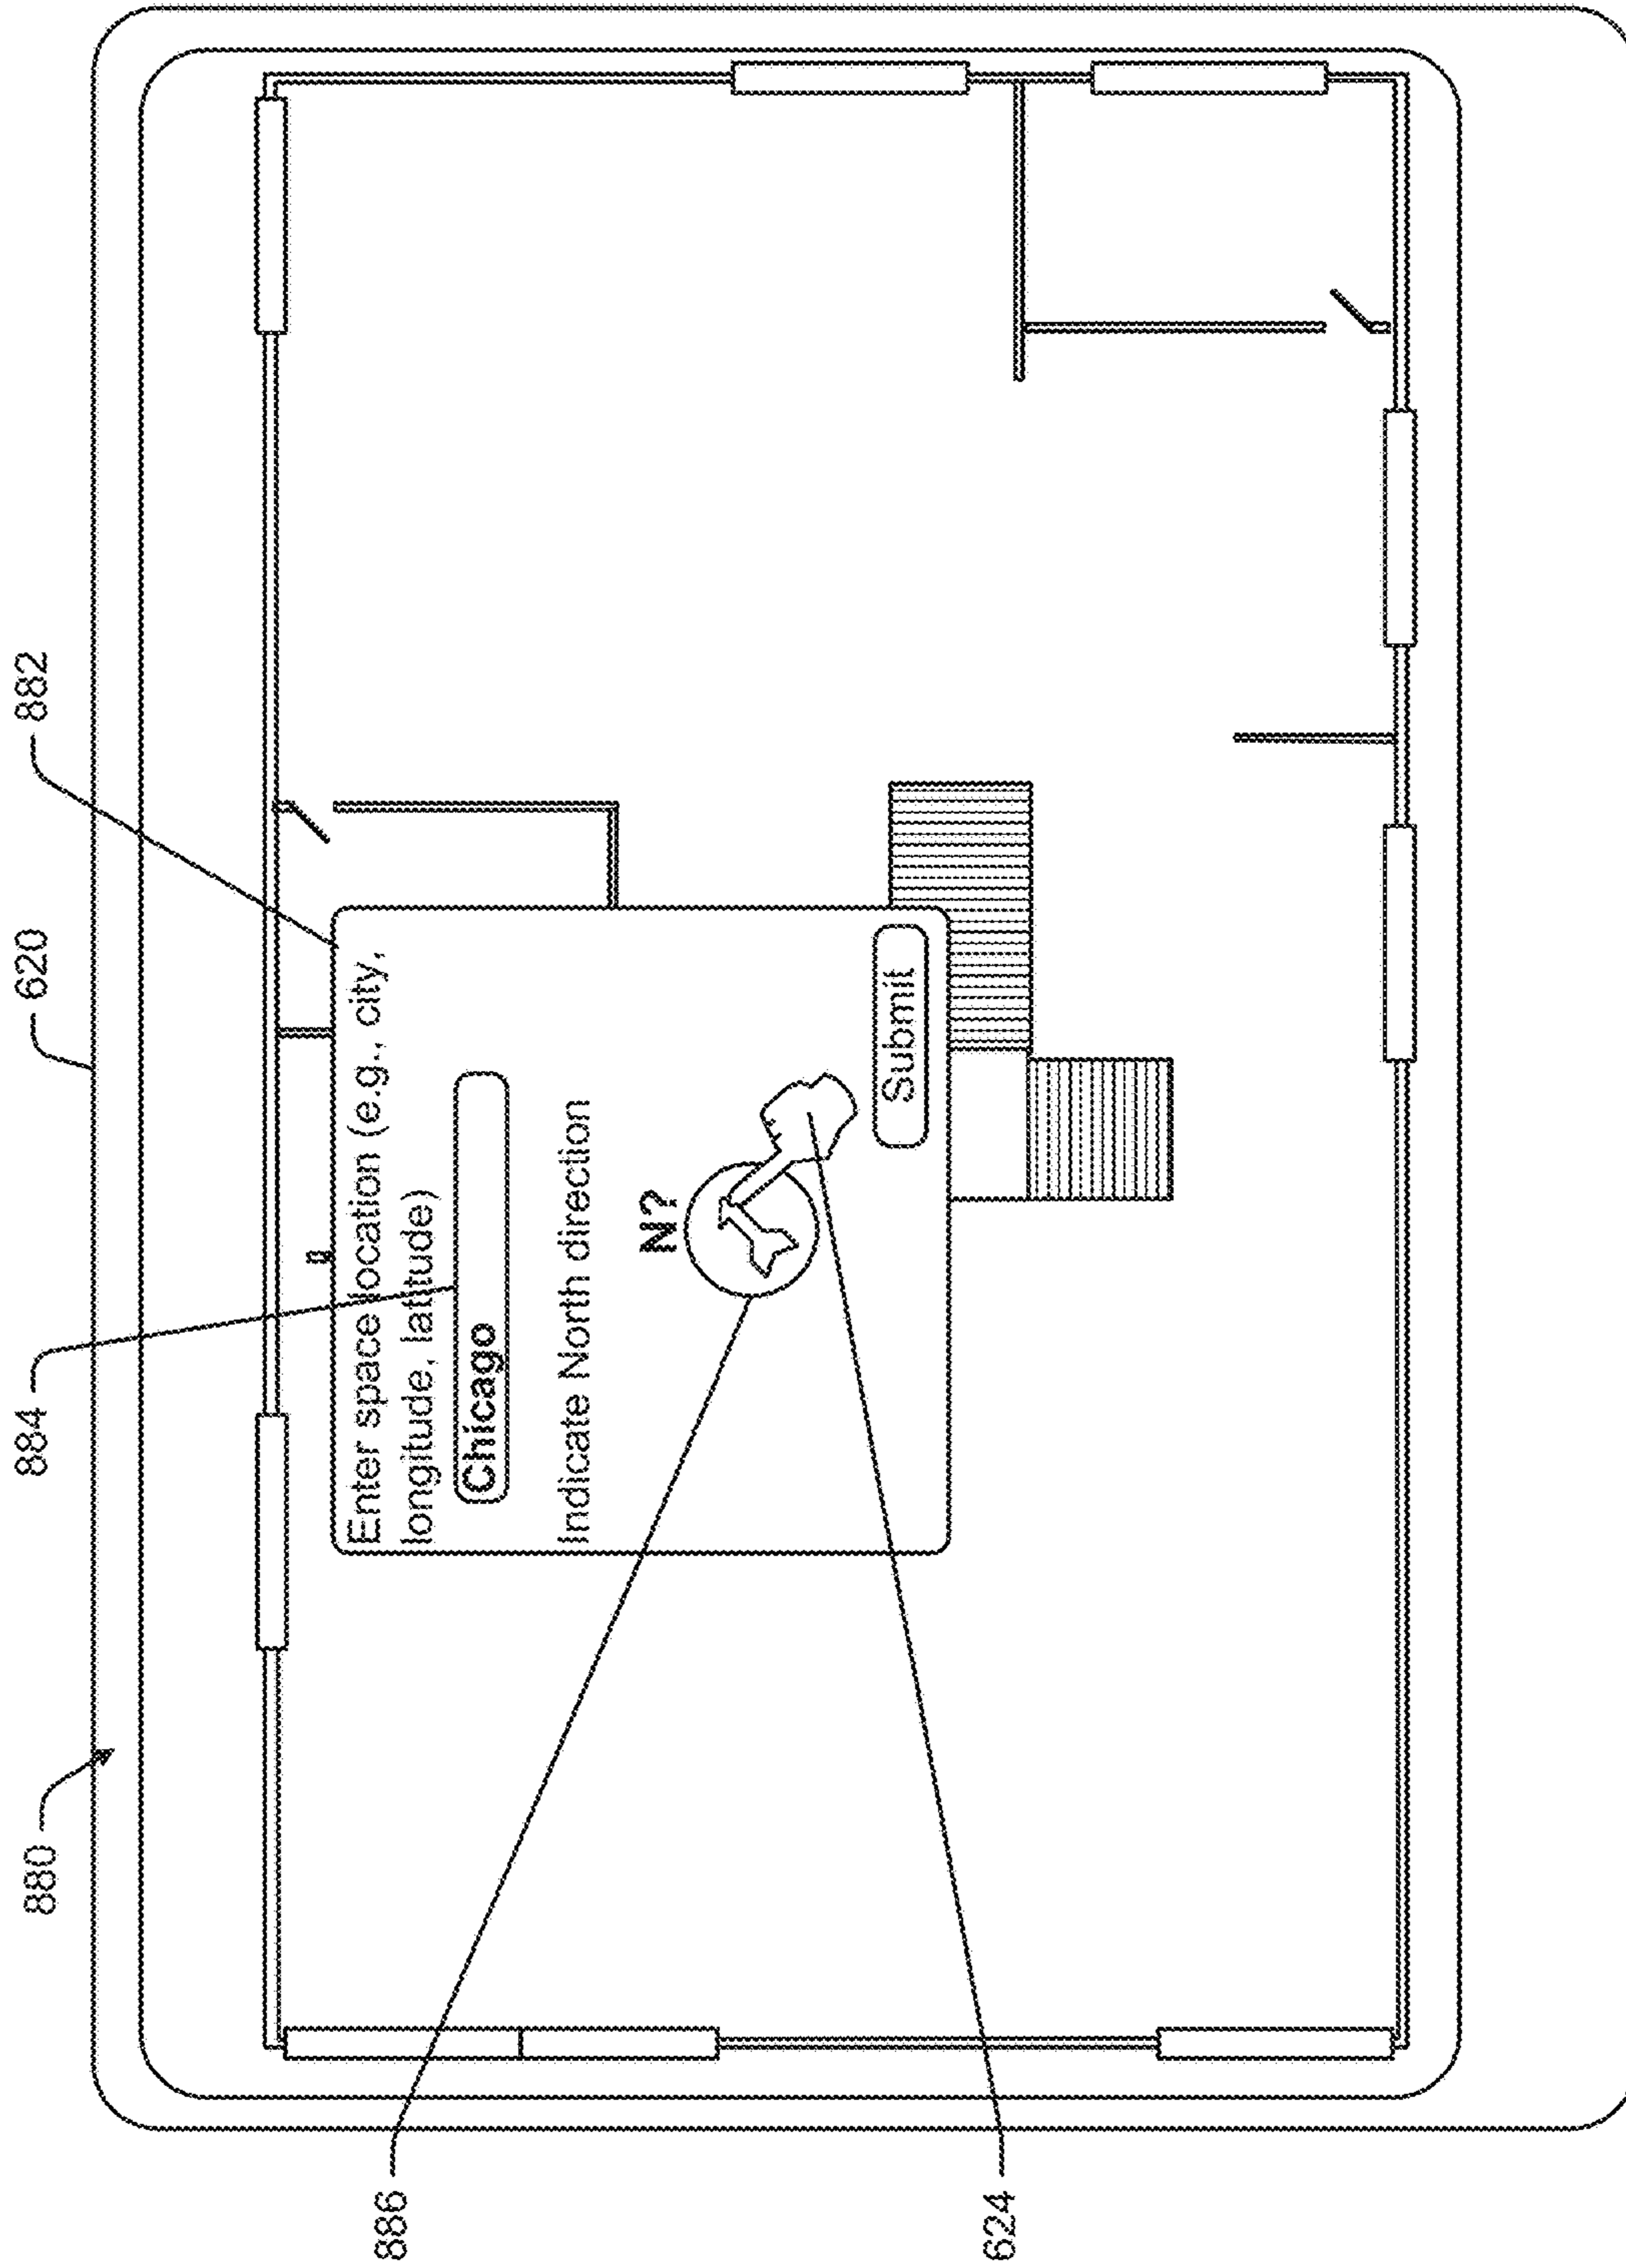 880
620
882
884
Enter space location (e.g., city,
longitude, latitude)
Chicago
Indicate North direction
N?
Submit
886
624